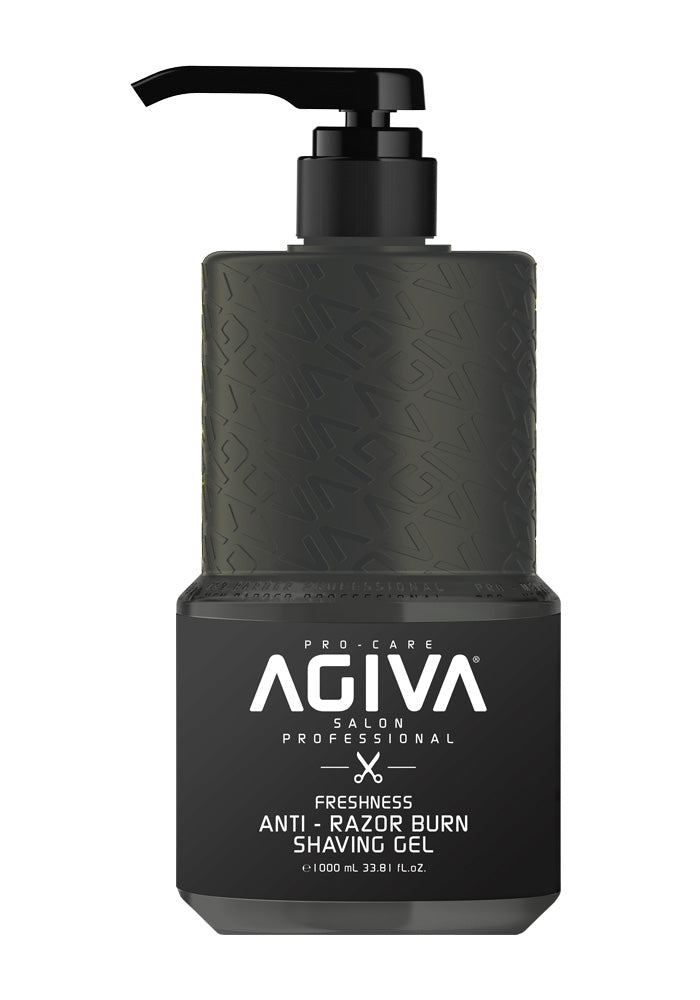 PRO-CARE
AGIVA®
SALON
PROFESSIONAL
FRESHNESS
ANTI - RAZOR BURN
SHAVING GEL
℮1000 mL 33.81 fL.oZ.